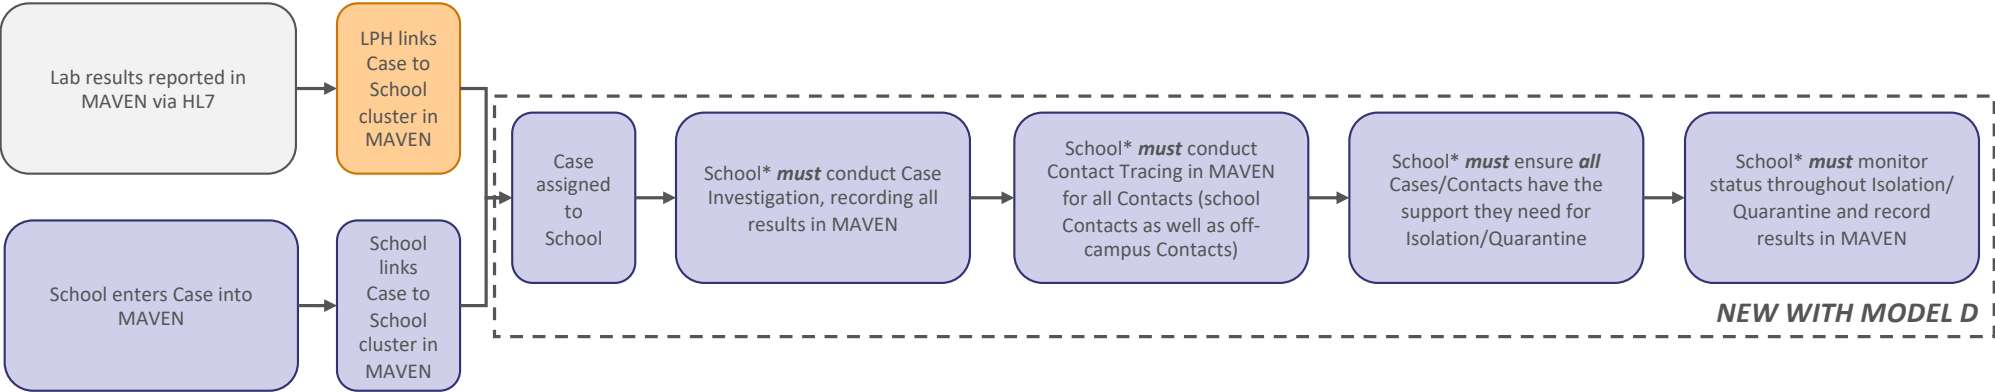 Lab results reported in
MAVEN via HL7
LPH links
Case to
School
cluster in
MAVEN
School enters Case into
MAVEN
School
links
Case to
School
cluster in
MAVEN
Case
assigned
to
School
School* must conduct Case
Investigation, recording all
results in MAVEN
School* must conduct
Contact Tracing in MAVEN
for all Contacts (school
Contacts as well as off-
campus Contacts)
School* must ensure all
Cases/Contacts have the
support they need for
Isolation/Quarantine
School* must monitor
status throughout Isolation/
Quarantine and record
results in MAVEN
NEW WITH MODEL D